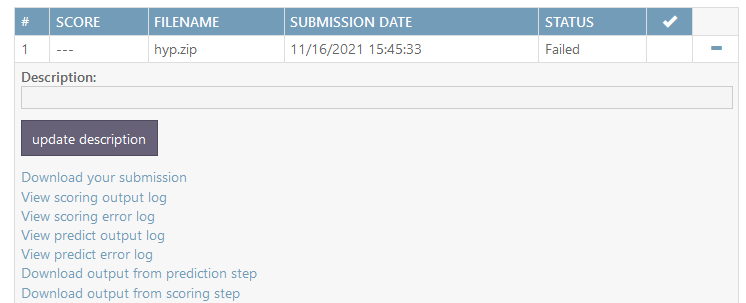 # SCORE FILENAME SUBMISSION DATE STATUS ✔
1 --- hyp.zip 11/16/2021 15:45:33 Failed
Description:
update description
Download your submission
View scoring output log
View scoring error log
View predict output log
View predict error log
Download output from prediction step
Download output from scoring step